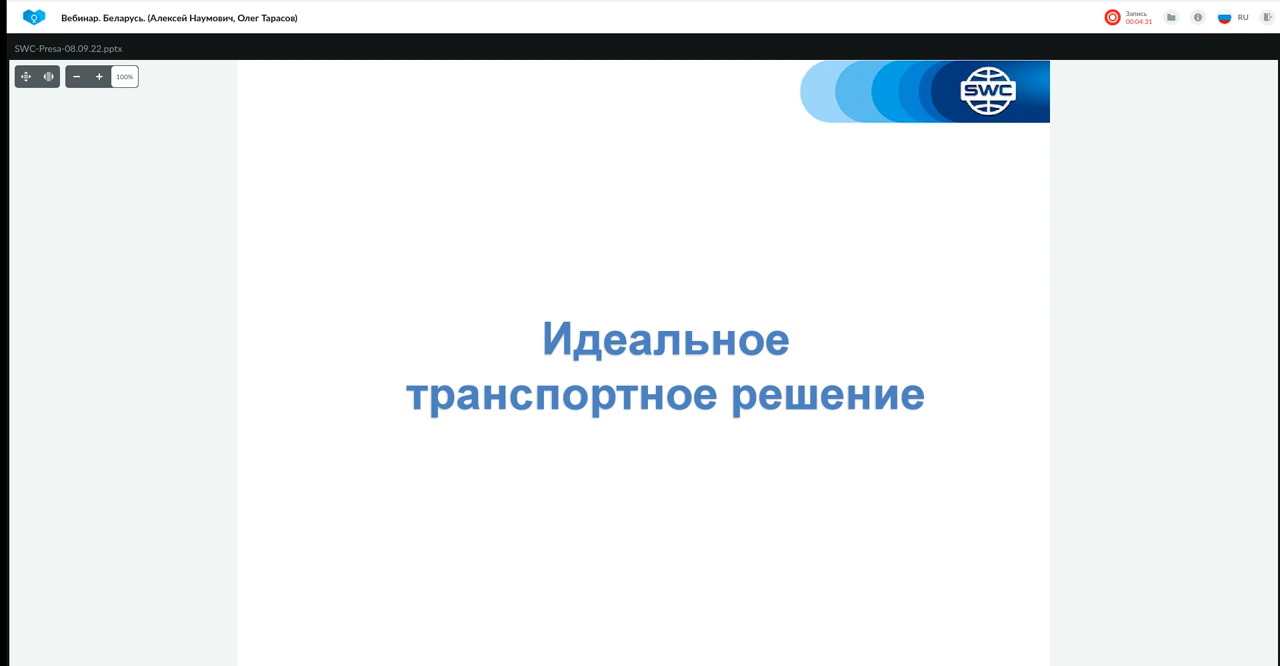 Вебинар. Беларусь. (Алексей Наумович, Олег Тарасов)
Запись
00:04:31
RU
SWC-Presa-08.09.22.pptx
100%
SWC
Идеальное
транспортное решение